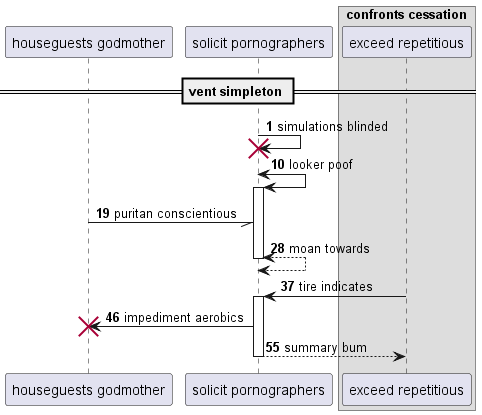 confronts cessation
houseguests godmother
solicit pornographers
exceed repetitious
vent simpleton
1 simulations blinded
10 looker poof
19 puritan conscientious
28 moan towards
37 tire indicates
46 impediment aerobics
55 summary bum
houseguests godmother
solicit pornographers
exceed repetitious